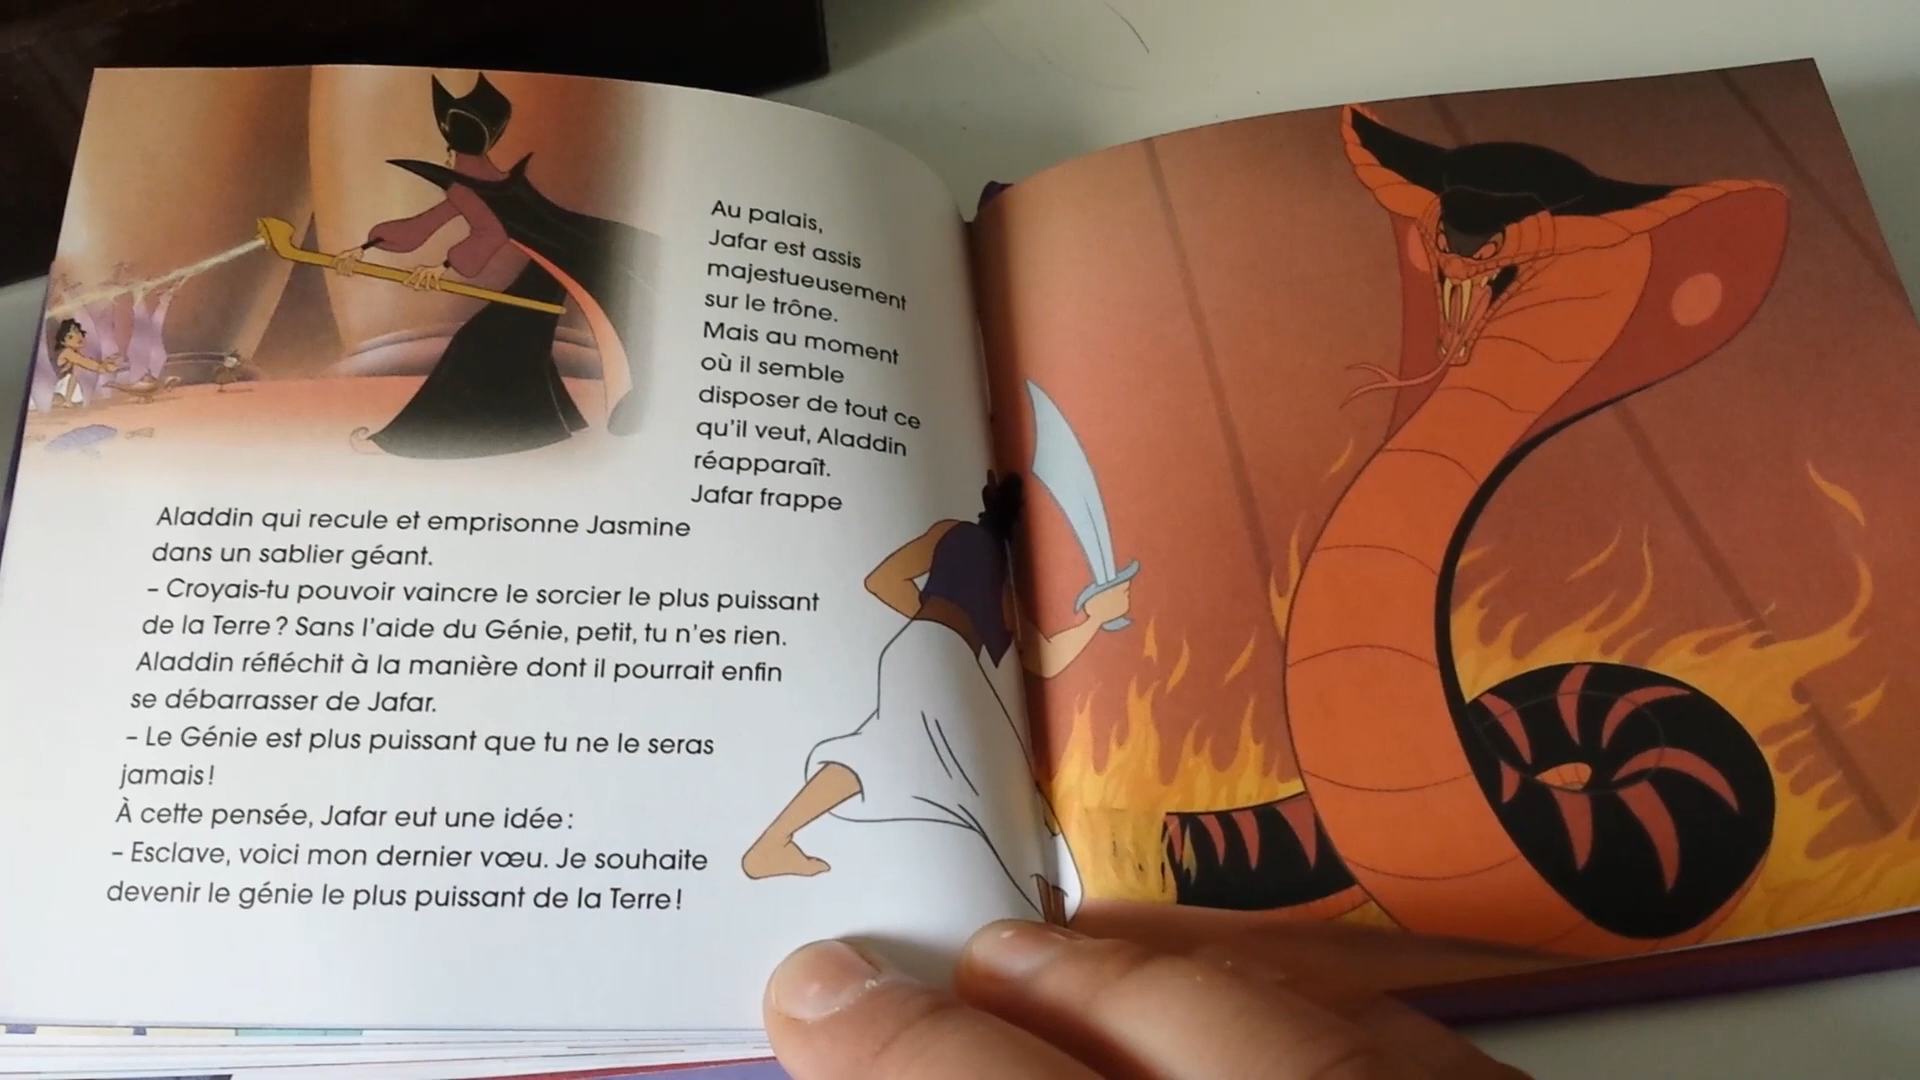 Au palais,
Jafar est assis
majestueusement
sur le trône.
Mais au moment
où il semble
disposer de tout ce
qu'il veut, Aladdin
réapparaît.
Jafar frappe
Aladdin qui recule et emprisonne Jasmine
dans un sablier géant.
– Croyais-tu pouvoir vaincre le sorcier le plus puissant
de la Terre ? Sans l'aide du Génie, petit, tu n'es rien.
Aladdin réfléchit à la manière dont il pourrait enfin
se débarrasser de Jafar.
– Le Génie est plus puissant que tu ne le seras
jamais !
À cette pensée, Jafar eut une idée :
– Esclave, voici mon dernier vœu. Je souhaite
devenir le génie le plus puissant de la Terre !